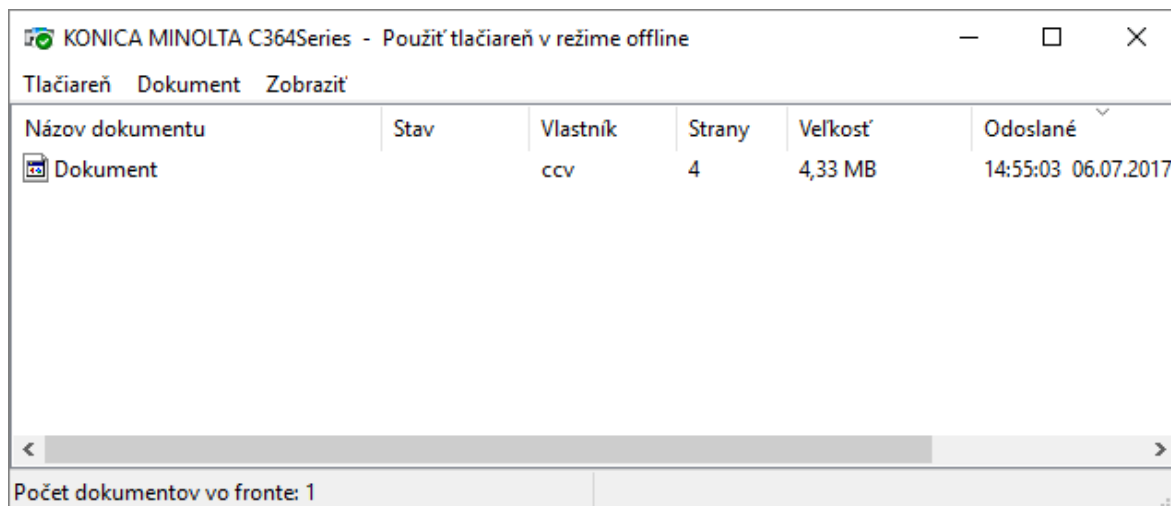 KONICA MINOLTA C364Series - Použiť tlačiareň v režime offline
Tlačiareň Dokument Zobraziť
Názov dokumentu Stav Vlastník Strany Veľkosť Odoslané
Dokument ccv 4 4,33 MB 14:55:03 06.07.2017
Počet dokumentov vo fronte: 1